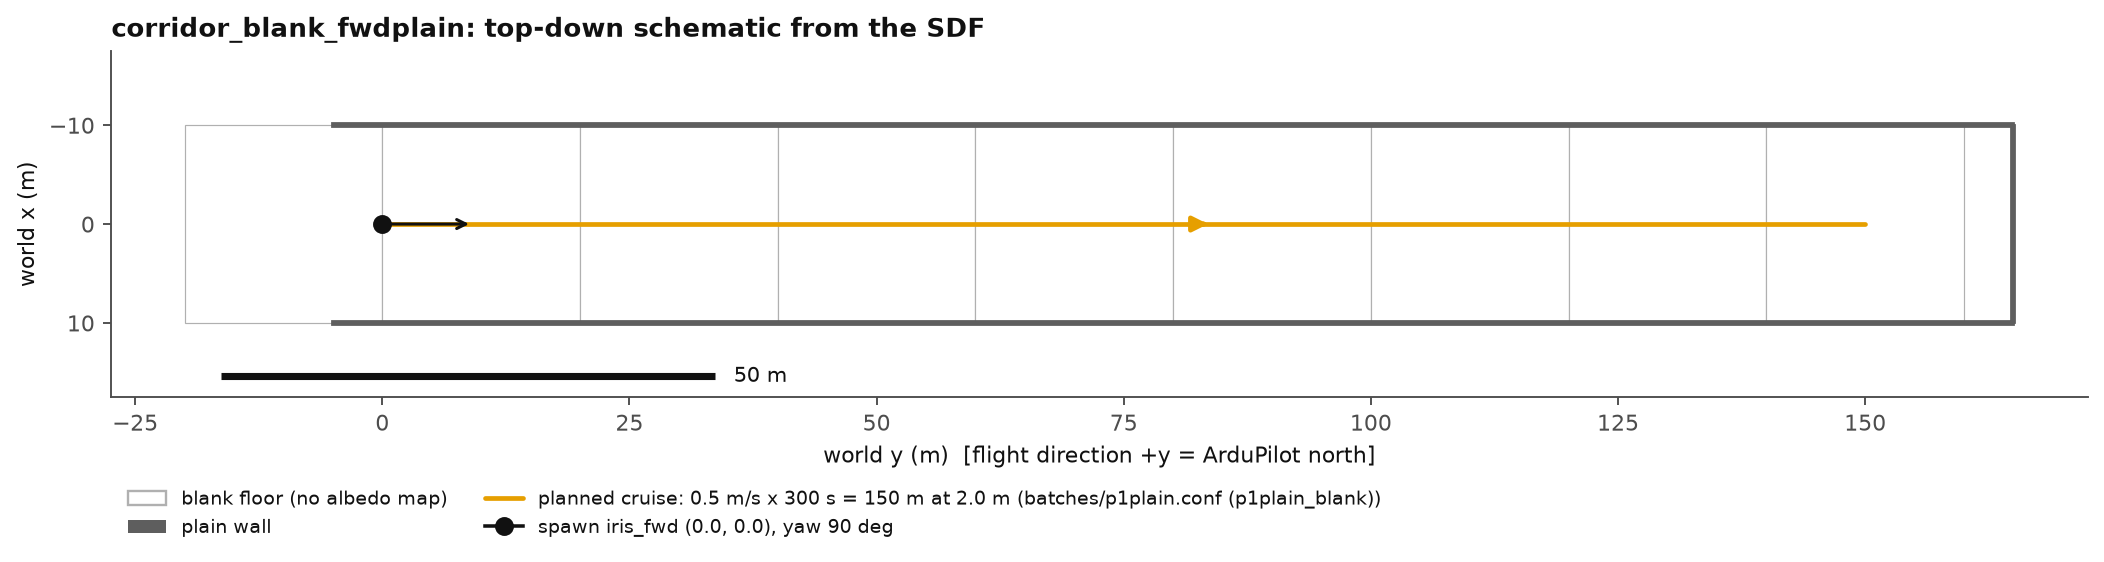 corridor_blank_fwdplain: top-down schematic from the SDF
world x (m)
−10
0
10
50 m
−25 0 25 50 75 100 125 150
world y (m)  [flight direction +y = ArduPilot north]
blank floor (no albedo map)
plain wall
planned cruise: 0.5 m/s x 300 s = 150 m at 2.0 m (batches/p1plain.conf (p1plain_blank))
spawn iris_fwd (0.0, 0.0), yaw 90 deg